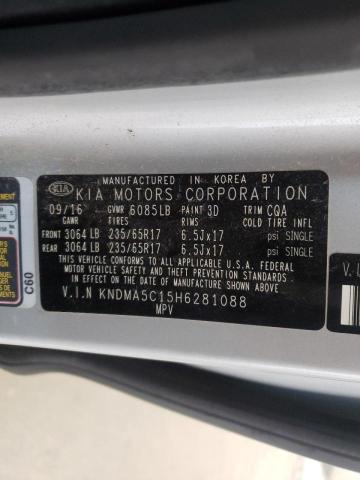 MANUFACTURED IN KOREA BY
KIA KIA MOTORS CORPORATION
09/16 GVWR 6085LB PAINT 3D TRIM CQA
GAWR TIRES RIMS COLD TIRE INFL
FRONT 3064 LB 235/65R17 6.5Jx17 psi SINGLE
REAR 3064 LB 235/65R17 6.5Jx17 psi SINGLE
THIS VEHICLE CONFORMS TO ALL APPLICABLE U.S.A. FEDERAL MOTOR
VEHICLE SAFETY AND THEFT PREVENTION STANDARDS
IN EFFECT ON THE DATE OF MANUFACTURE SHOWN ABOVE.
V.I.N KNDMA5C15H6281088
MPV
C60
V.I